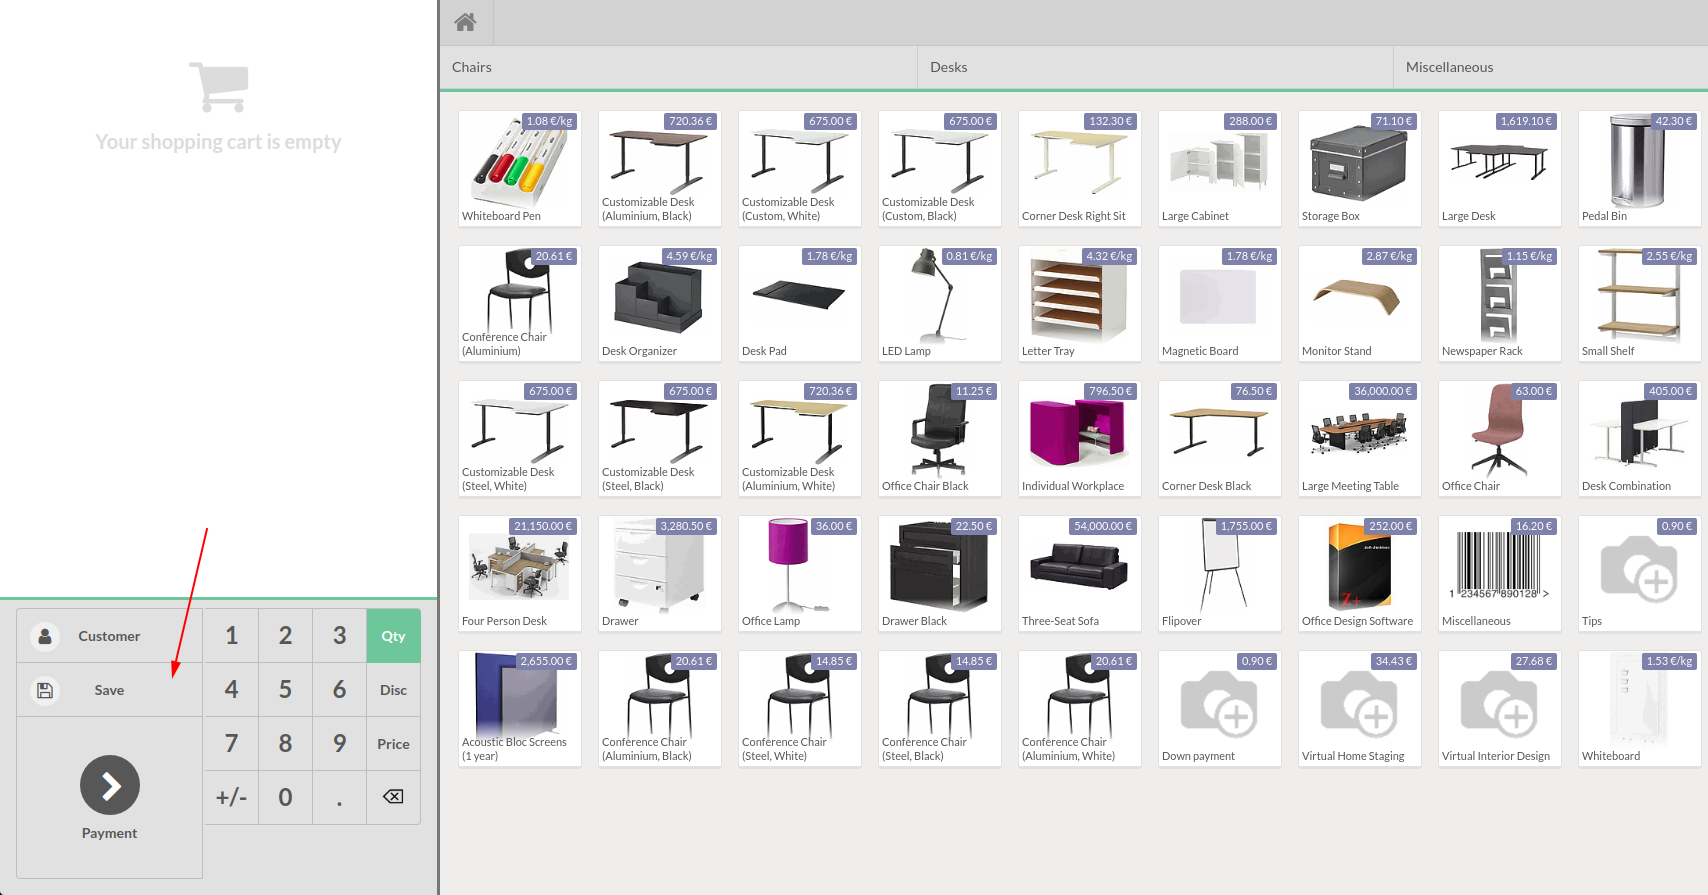 Your shopping cart is empty
Customer
1
2
3
Qty
Save
4
5
6
Disc
7
8
9
Price
Payment
+/-
0
.
Chairs
Desks
Miscellaneous
1.08 €/kg
Whiteboard Pen
720.36 €
Customizable Desk
(Aluminium, Black)
675.00 €
Customizable Desk
(Custom, White)
675.00 €
Customizable Desk
(Custom, Black)
132.30 €
Corner Desk Right Sit
288.00 €
Large Cabinet
71.10 €
Storage Box
1,619.10 €
Large Desk
42.30 €
Pedal Bin
20.61 €
Conference Chair
(Aluminium)
4.59 €/kg
Desk Organizer
1.78 €/kg
Desk Pad
0.81 €/kg
LED Lamp
4.32 €/kg
Letter Tray
1.78 €/kg
Magnetic Board
2.87 €/kg
Monitor Stand
1.15 €/kg
Newspaper Rack
2.55 €/kg
Small Shelf
675.00 €
Customizable Desk
(Steel, White)
675.00 €
Customizable Desk
(Steel, Black)
720.36 €
Customizable Desk
(Aluminium, White)
11.25 €
Office Chair Black
796.50 €
Individual Workplace
76.50 €
Corner Desk Black
36,000.00 €
Large Meeting Table
63.00 €
Office Chair
405.00 €
Desk Combination
21,150.00 €
Four Person Desk
3,280.50 €
Drawer
36.00 €
Office Lamp
22.50 €
Drawer Black
54,000.00 €
Three-Seat Sofa
1,755.00 €
Flipover
252.00 €
Z+
Office Design Software
16.20 €
1 234567 890128 >
Miscellaneous
0.90 €
Tips
2,655.00 €
Acoustic Bloc Screens
(1 year)
20.61 €
Conference Chair
(Aluminium, Black)
14.85 €
Conference Chair
(Steel, White)
14.85 €
Conference Chair
(Steel, Black)
20.61 €
Conference Chair
(Aluminium, White)
0.90 €
Down payment
34.43 €
Virtual Home Staging
27.68 €
Virtual Interior Design
1.53 €/kg
Whiteboard